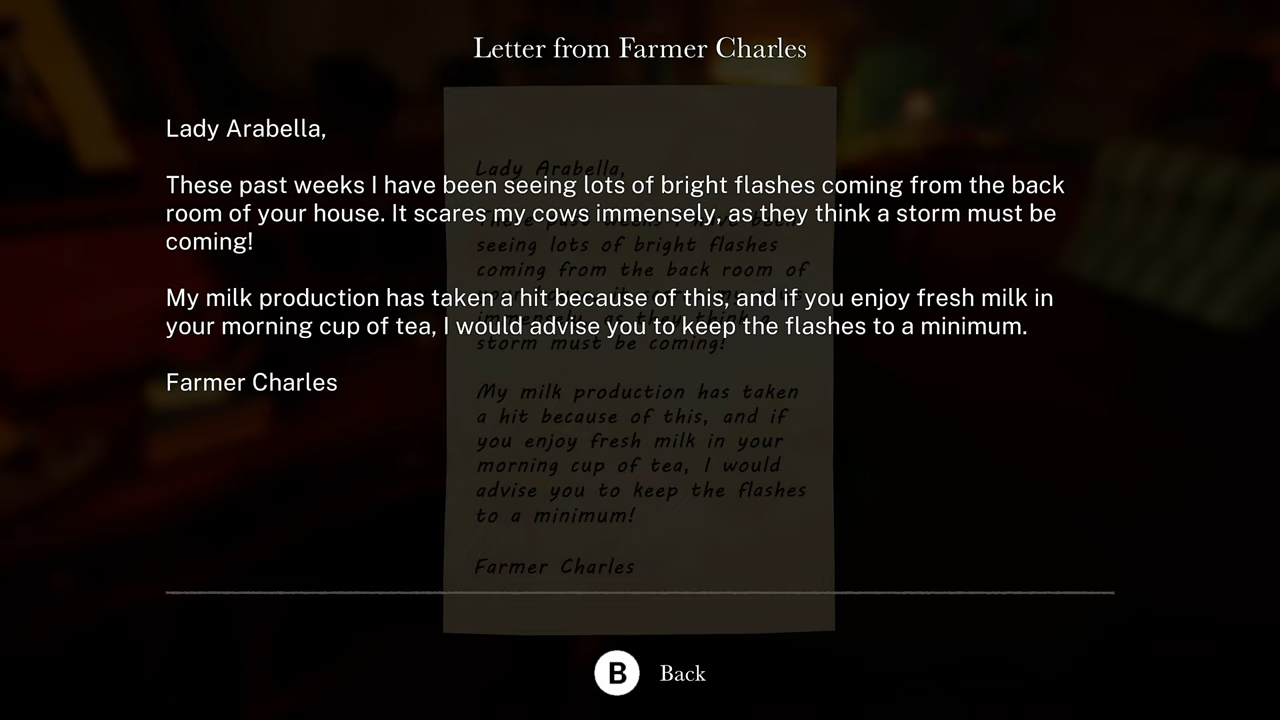 Letter from Farmer Charles
Lady Arabella,
These past weeks I have been seeing lots of bright flashes coming from the back
room of your house. It scares my cows immensely, as they think a storm must be
coming!
My milk production has taken a hit because of this, and if you enjoy fresh milk in
your morning cup of tea, I would advise you to keep the flashes to a minimum.
Farmer Charles
Lady Arabella,
seeing lots of bright flashes
coming from the back room of
storm must be coming!
My milk production has taken
a hit because of this, and if
you enjoy fresh milk in your
morning cup of tea, I would
advise you to keep the flashes
to a minimum!
Farmer Charles
B Back